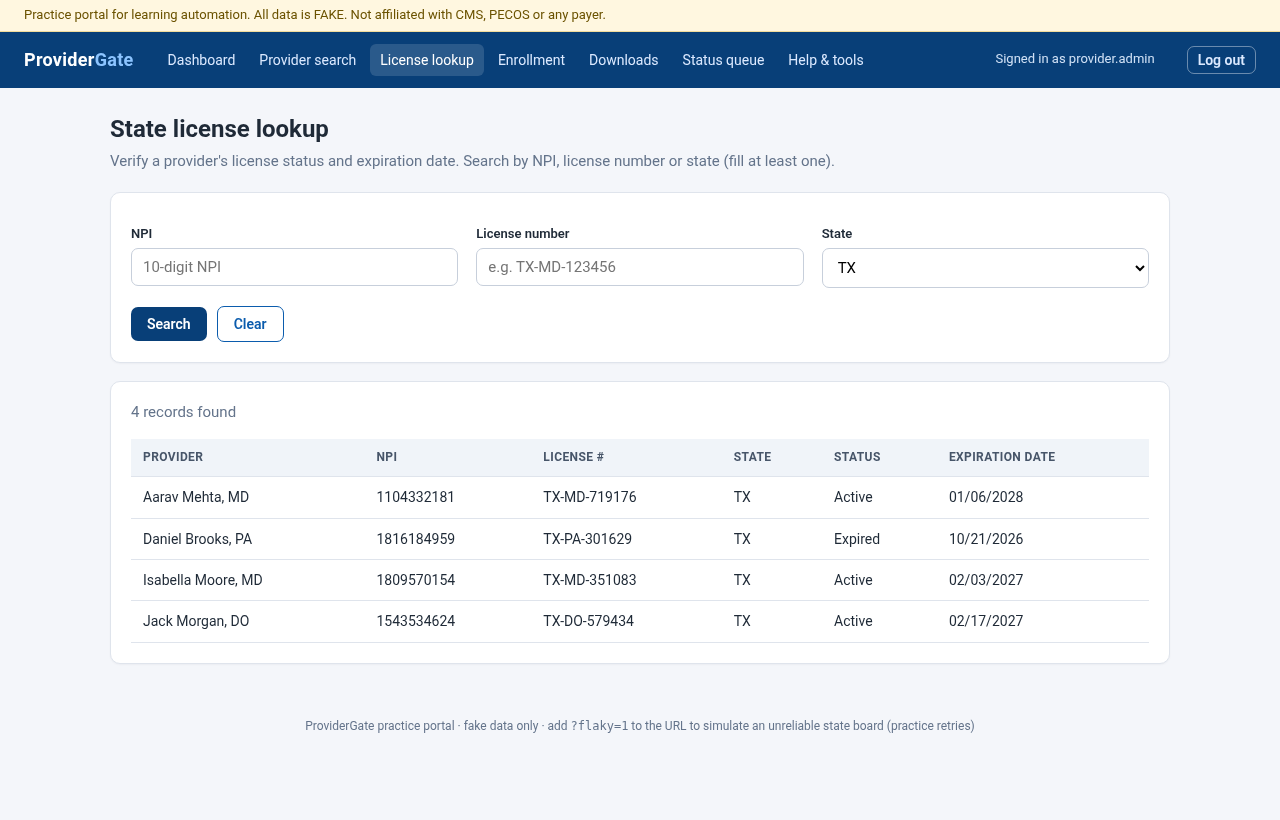 Practice portal for learning automation. All data is FAKE. Not affiliated with CMS, PECOS or any payer.
ProviderGate Dashboard Provider search License lookup Enrollment Downloads Status queue Help & tools Signed in as provider.admin Log out
State license lookup
Verify a provider's license status and expiration date. Search by NPI, license number or state (fill at least one).
NPI License number State
10-digit NPI e.g. TX-MD-123456 TX
Search Clear
4 records found
PROVIDER NPI LICENSE # STATE STATUS EXPIRATION DATE
Aarav Mehta, MD 1104332181 TX-MD-719176 TX Active 01/06/2028
Daniel Brooks, PA 1816184959 TX-PA-301629 TX Expired 10/21/2026
Isabella Moore, MD 1809570154 TX-MD-351083 TX Active 02/03/2027
Jack Morgan, DO 1543534624 TX-DO-579434 TX Active 02/17/2027
ProviderGate practice portal · fake data only · add ?flaky=1 to the URL to simulate an unreliable state board (practice retries)